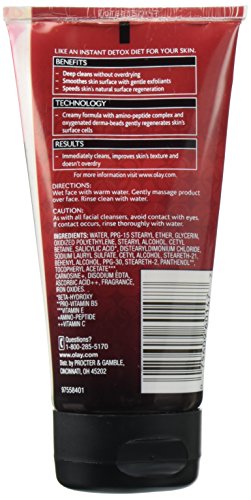 LIKE AN INSTANT DETOX DIET FOR YOUR SKIN.
BENEFITS
- Deep cleans without overdrying
- Smoothes skin's surface with gentle exfoliants
- Speeds skin's natural surface regeneration
TECHNOLOGY
- Creamy formula with amino-peptide complex and
oxygenated derma-beads gently regenerates skin's
surface cells
RESULTS
- Immediately cleans, improves skin's texture and
doesn't overdry
For more information visit www.olay.com.
DIRECTIONS:
Wet face with warm water. Gently massage product
over face. Rinse clean with water.
CAUTION:
As with all facial cleansers, avoid contact with eyes.
If contact occurs, rinse thoroughly with water.
INGREDIENTS: WATER, PPG-15 STEARYL ETHER, GLYCERIN,
OXIDIZED POLYETHYLENE, STEARYL ALCOHOL, CETYL
BETAINE, SALICYLIC ACID*, DISTEARYLDIMONIUM CHLORIDE,
SODIUM LAURYL SULFATE, CETYL ALCOHOL, STEARETH-21,
BEHENYL ALCOHOL, PPG-30, STEARETH-2, PANTHENOL**,
TOCOPHERYL ACETATE^^,
CARNOSINE+, DISODIUM EDTA,
ASCORBIC ACID++, FRAGRANCE,
IRON OXIDES.
*BETA-HYDROXY
**PRO-VITAMIN B5
^^VITAMIN E
+AMINO-PEPTIDE
++VITAMIN C
Questions?
1-800-285-5170
www.olay.com
Distr. by PROCTER & GAMBLE,
CINCINNATI, OH 45202
97558401